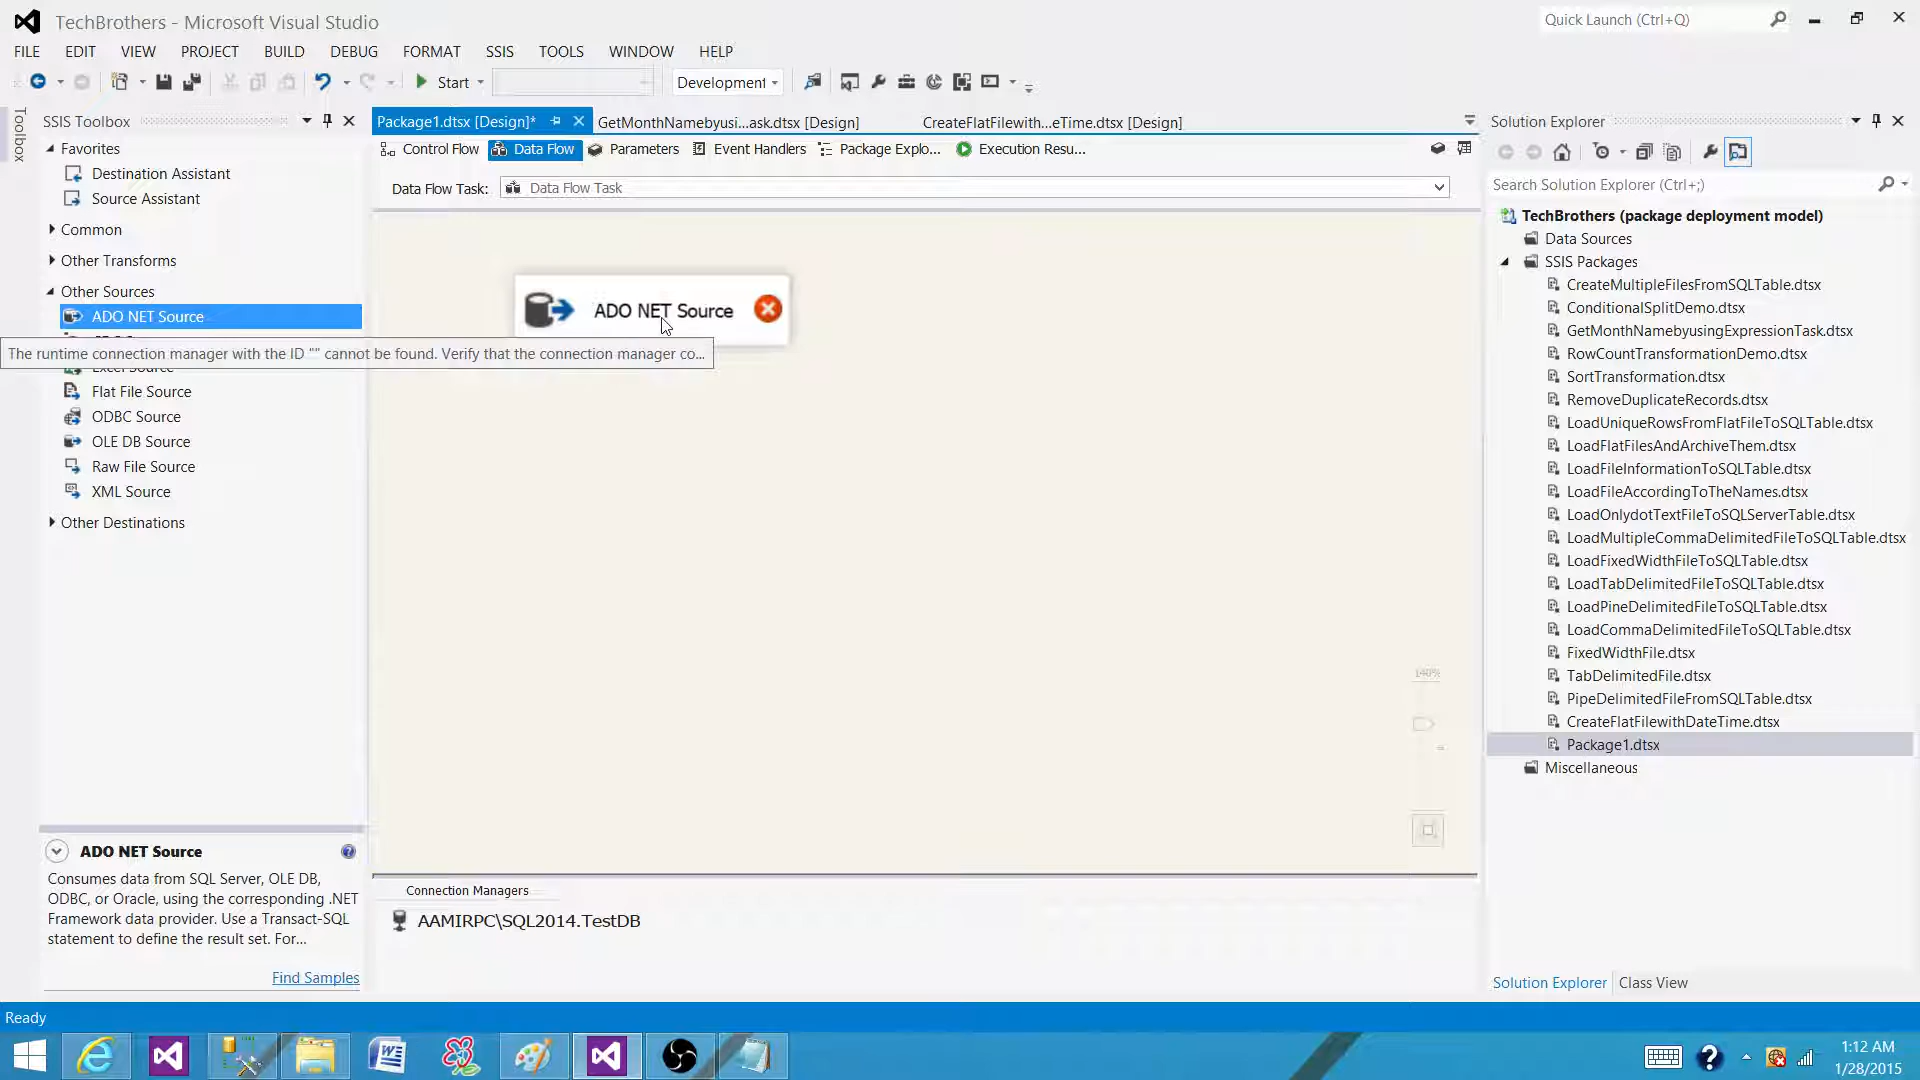 TechBrothers - Microsoft Visual Studio
Quick Launch (Ctrl+Q)
FILE EDIT VIEW PROJECT BUILD DEBUG FORMAT SSIS TOOLS WINDOW HELP
Start
Development
Toolbox
SSIS Toolbox
Favorites
Destination Assistant
Source Assistant
Common
Other Transforms
Other Sources
ADO NET Source
The runtime connection manager with the ID "" cannot be found. Verify that the connection manager co...
Excel Source
Flat File Source
ODBC Source
OLE DB Source
Raw File Source
XML Source
Other Destinations
ADO NET Source
Consumes data from SQL Server, OLE DB,
ODBC, or Oracle, using the corresponding .NET
Framework data provider. Use a Transact-SQL
statement to define the result set. For...
Find Samples
Package1.dtsx [Design]* GetMonthNamebyusi...ask.dtsx [Design] CreateFlatFilewith...eTime.dtsx [Design]
Control Flow Data Flow Parameters Event Handlers Package Explo... Execution Resu...
Data Flow Task: Data Flow Task
ADO NET Source
140%
Connection Managers
AAMIRPC\SQL2014.TestDB
Solution Explorer
Search Solution Explorer (Ctrl+;)
TechBrothers (package deployment model)
Data Sources
SSIS Packages
CreateMultipleFilesFromSQLTable.dtsx
ConditionalSplitDemo.dtsx
GetMonthNamebyusingExpressionTask.dtsx
RowCountTransformationDemo.dtsx
SortTransformation.dtsx
RemoveDuplicateRecords.dtsx
LoadUniqueRowsFromFlatFileToSQLTable.dtsx
LoadFlatFilesAndArchiveThem.dtsx
LoadFileInformationToSQLTable.dtsx
LoadFileAccordingToTheNames.dtsx
LoadOnlydotTextFileToSQLServerTable.dtsx
LoadMultipleCommaDelimitedFileToSQLTable.dtsx
LoadFixedWidthFileToSQLTable.dtsx
LoadTabDelimitedFileToSQLTable.dtsx
LoadPineDelimitedFileToSQLTable.dtsx
LoadCommaDelimitedFileToSQLTable.dtsx
FixedWidthFile.dtsx
TabDelimitedFile.dtsx
PipeDelimitedFileFromSQLTable.dtsx
CreateFlatFilewithDateTime.dtsx
Package1.dtsx
Miscellaneous
Solution Explorer Class View
Ready
1:12 AM
1/28/2015